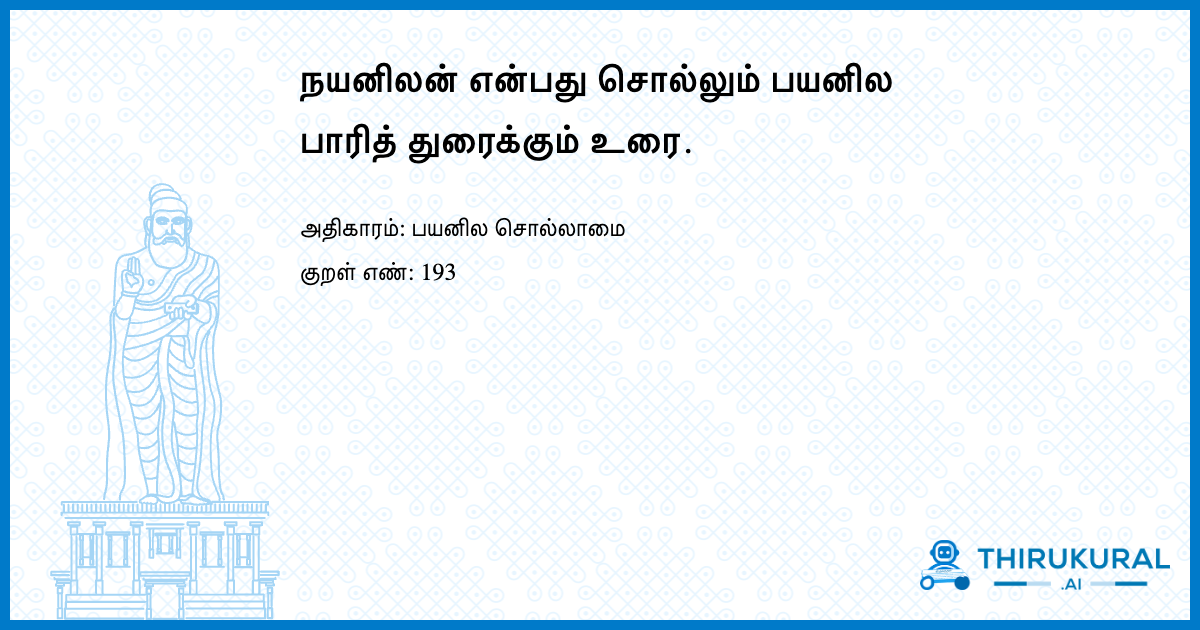 நயனிலன் என்பது சொல்லும் பயனில
பாரித் துரைக்கும் உரை.
அதிகாரம்: பயனில சொல்லாமை
குறள் எண்: 193
THIRUKURAL
.AI